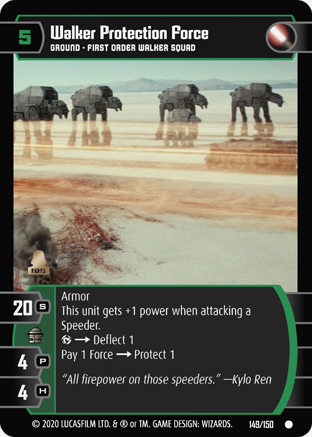 5 Walker Protection Force
GROUND - FIRST ORDER WALKER SQUAD
20 S
4 P
4 H
Armor
This unit gets +1 power when attacking a
Speeder.
→ Deflect 1
Pay 1 Force → Protect 1
“All firepower on those speeders.” —Kylo Ren
© 2020 LUCASFILM LTD. & ® or TM. GAME DESIGN: WIZARDS. 149/150